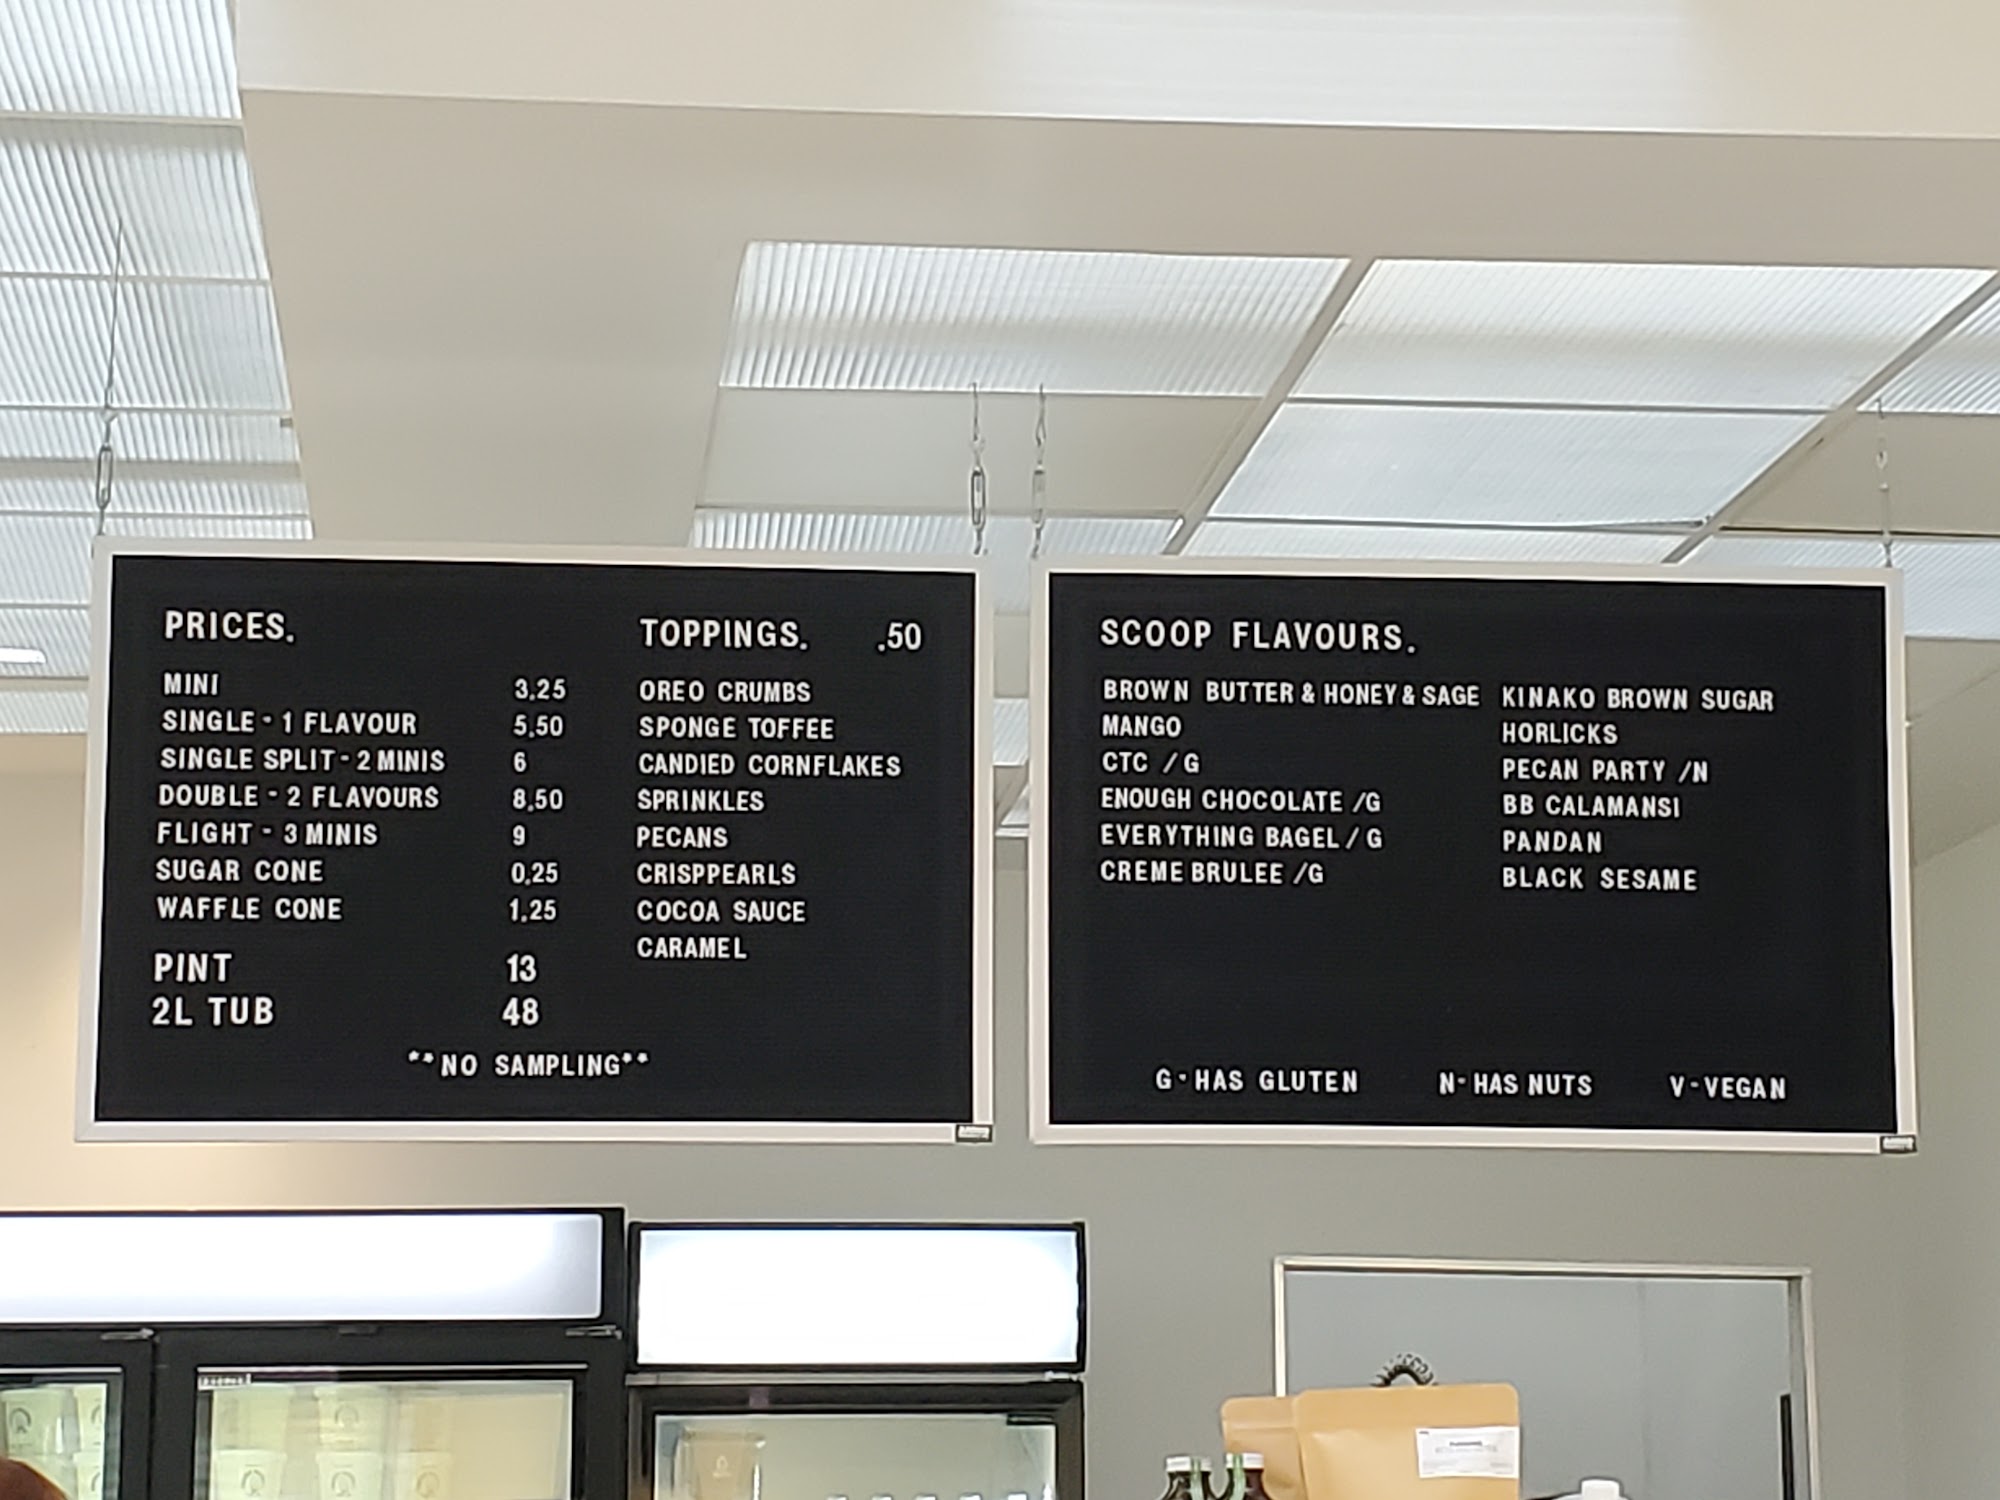 PRICES.
MINI 3.25
SINGLE - 1 FLAVOUR 5.50
SINGLE SPLIT - 2 MINIS 6
DOUBLE - 2 FLAVOURS 8.50
FLIGHT - 3 MINIS 9
SUGAR CONE 0.25
WAFFLE CONE 1.25
PINT 13
2L TUB 48
TOPPINGS. .50
OREO CRUMBS
SPONGE TOFFEE
CANDIED CORNFLAKES
SPRINKLES
PECANS
CRISPPEARLS
COCOA SAUCE
CARAMEL
**NO SAMPLING**
SCOOP FLAVOURS.
BROWN BUTTER & HONEY & SAGE
MANGO
CTC /G
ENOUGH CHOCOLATE /G
EVERYTHING BAGEL /G
CREME BRULEE /G
KINAKO BROWN SUGAR
HORLICKS
PECAN PARTY /N
BB CALAMANSI
PANDAN
BLACK SESAME
G - HAS GLUTEN N - HAS NUTS V - VEGAN